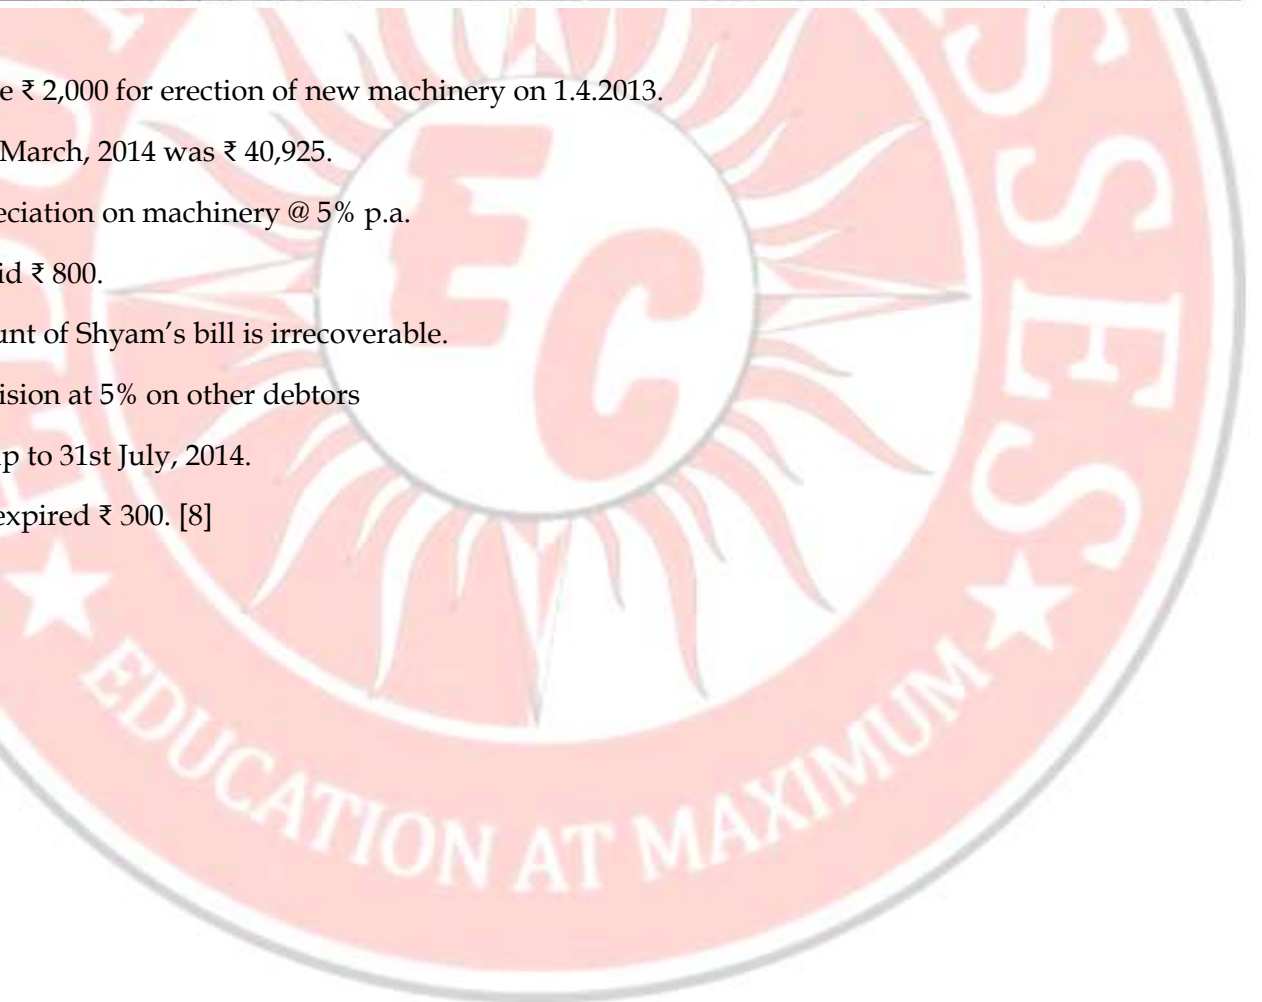 e ₹ 2,000 for erection of new machinery on 1.4.2013.
March, 2014 was ₹ 40,925.
eciation on machinery @ 5% p.a.
id ₹ 800.
unt of Shyam's bill is irrecoverable.
ision at 5% on other debtors
p to 31st July, 2014.
expired ₹ 300. [8]
EC
SSES
EDUCATION AT MAXIMUM